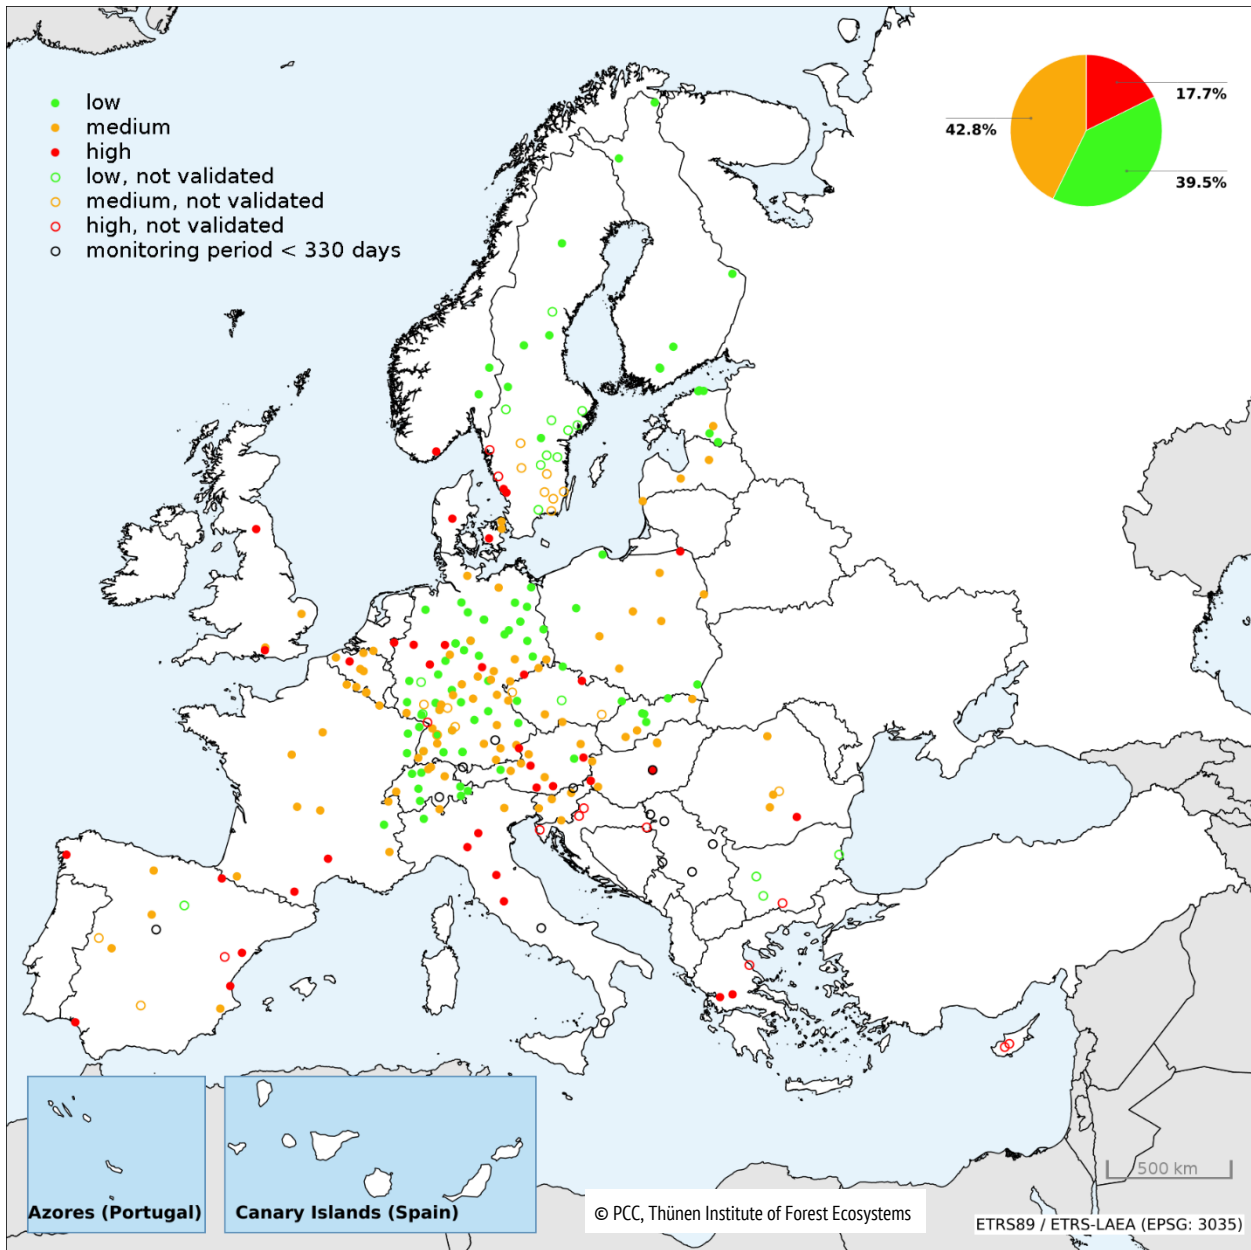 low
medium
high
low, not validated
medium, not validated
high, not validated
monitoring period < 330 days
17.7%
42.8%
39.5%
Azores (Portugal)
Canary Islands (Spain)
© PCC, Thünen Institute of Forest Ecosystems
500 km
ETRS89 / ETRS-LAEA (EPSG: 3035)